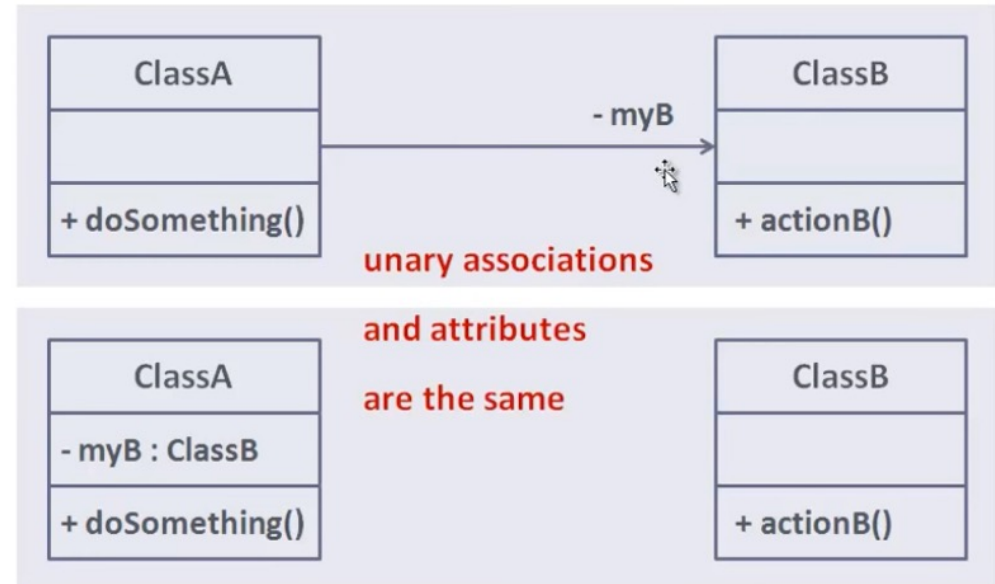 ClassA
- myB
ClassB
+ doSomething()
+ actionB()
unary associations
and attributes
are the same
ClassA
- myB : ClassB
+ doSomething()
ClassB
+ actionB()